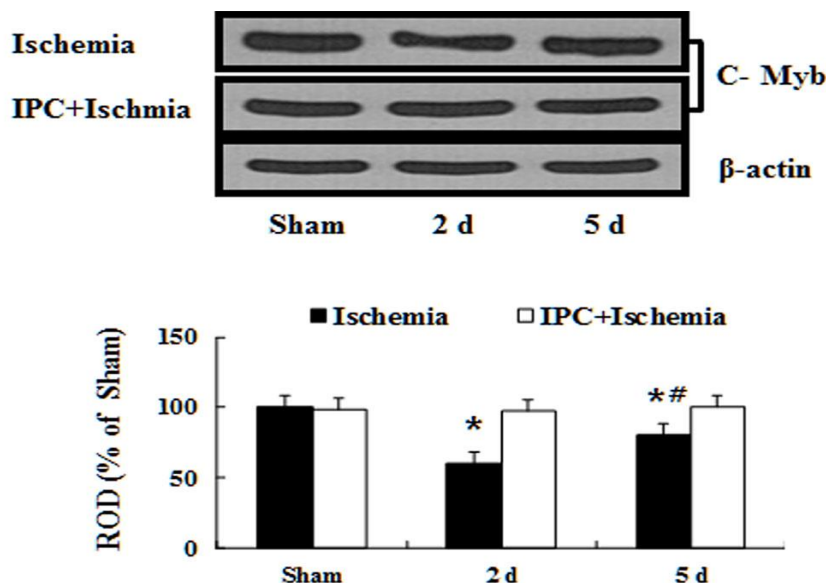 Ischemia
C- Myb
IPC+Ischmia
β-actin
Sham 2 d 5 d
Ischemia IPC+Ischemia
ROD (% of Sham)
150
100
50
0
*
*#
Sham 2 d 5 d